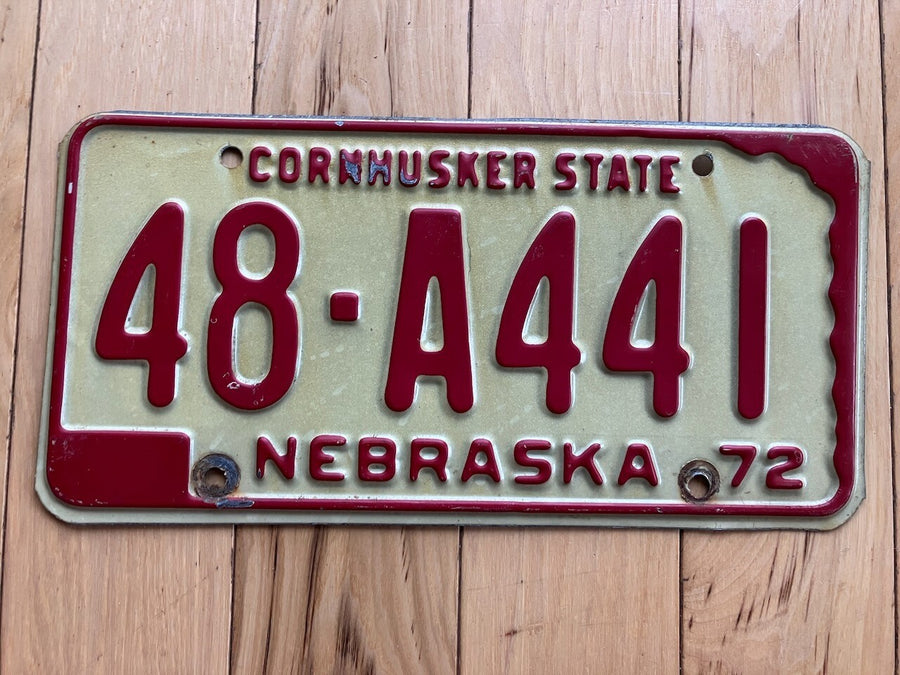 CORNHUSKER STATE
48·A441
NEBRASKA 72